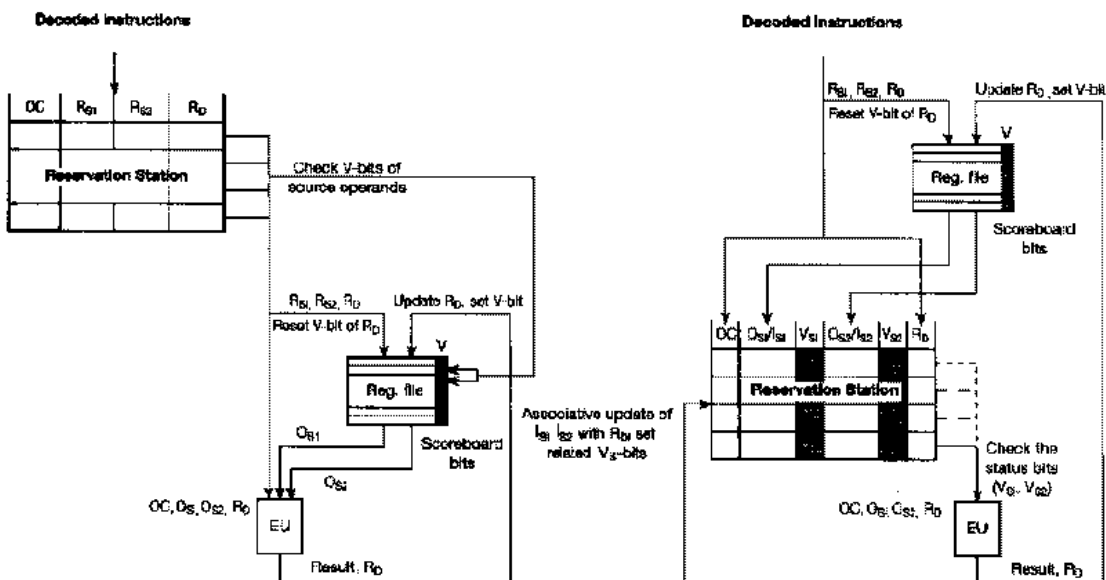 Decoded instructions
OC R_S1 R_S2 R_D
Reservation Station
Check V-bits of
source operands
R_S1, R_S2, R_D
Reset V-bit of R_D
Update R_D, set V-bit
V
Reg. file
Scoreboard
bits
O_S1
O_S2
OC, O_S1, O_S2, R_D
EU
Result, R_D
Decoded Instructions
R_S1, R_S2, R_D
Reset V-bit of R_D
Update R_D, set V-bit
V
Reg. file
Scoreboard
bits
OC O_S1/I_S1 V_S1 O_S2/I_S2 V_S2 R_D
Reservation Station
Associative update of
I_S1 I_S2 with R_D set
related V_S-bits
Check the
status bits
(V_S1, V_S2)
OC, O_S1, O_S2, R_D
EU
Result, R_D